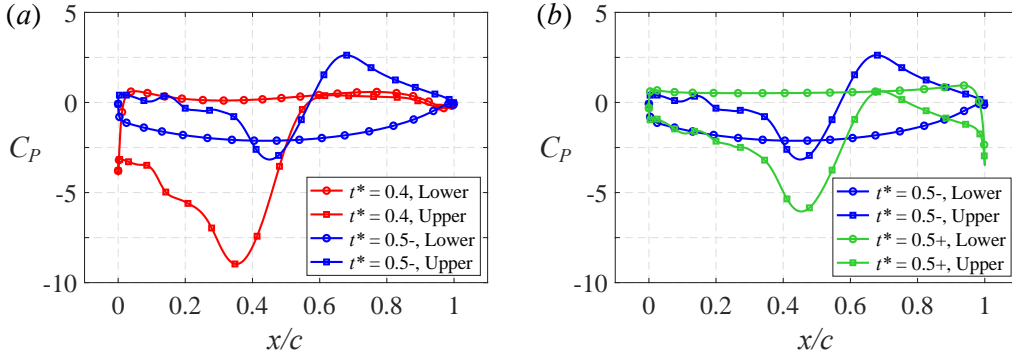 (a)
5
0
-5
-10
C_P
0 0.2 0.4 0.6 0.8 1
x/c
t* = 0.4, Lower
t* = 0.4, Upper
t* = 0.5-, Lower
t* = 0.5-, Upper
(b)
5
0
-5
-10
C_P
0 0.2 0.4 0.6 0.8 1
x/c
t* = 0.5-, Lower
t* = 0.5-, Upper
t* = 0.5+, Lower
t* = 0.5+, Upper